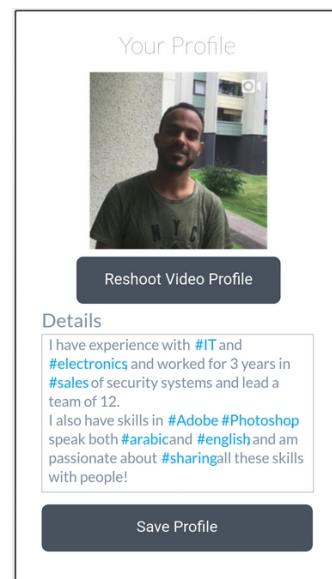 Your Profile
NYC
Reshoot Video Profile
Details
I have experience with #IT and
#electronics and worked for 3 years in
#sales of security systems and lead a
team of 12.
I also have skills in #Adobe #Photoshop
speak both #arabicand #english and am
passionate about #sharingall these skills
with people!
Save Profile